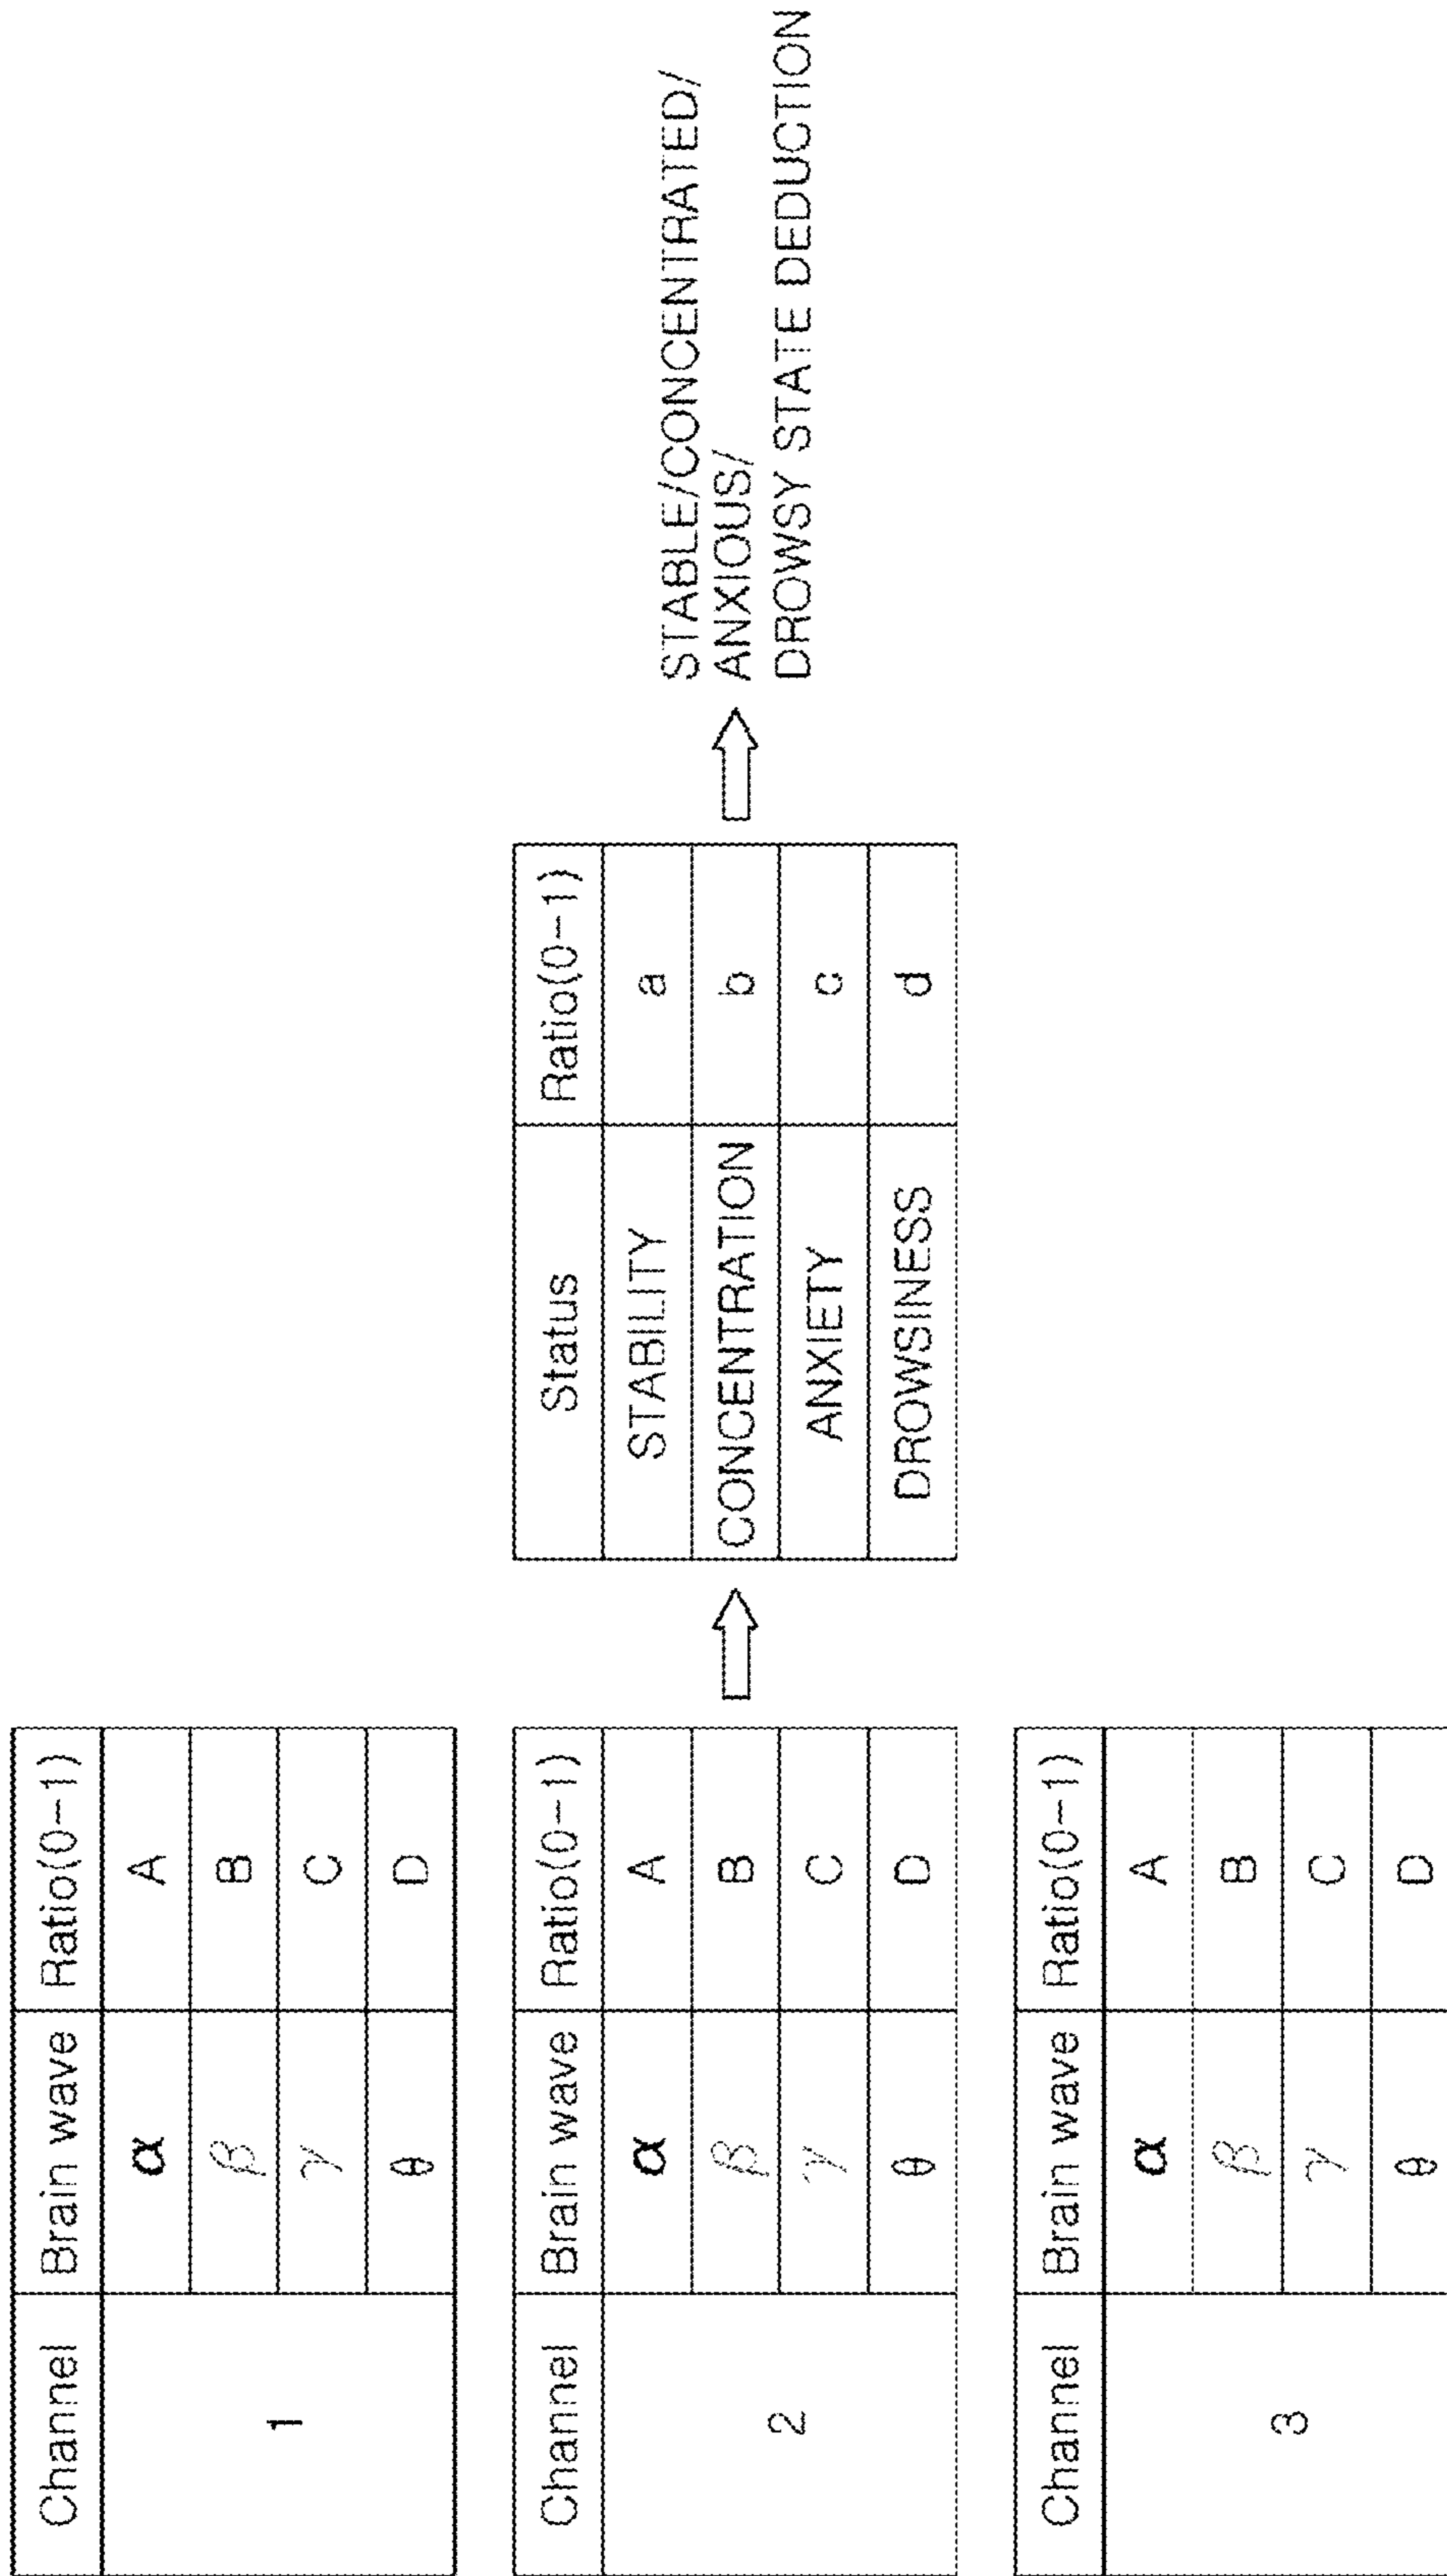 Channel Brain wave Ratio(0-1)
1
α A
β B
γ C
θ D
Channel Brain wave Ratio(0-1)
2
α A
β B
γ C
θ D
Channel Brain wave Ratio(0-1)
3
α A
β B
γ C
θ D
Status Ratio(0-1)
STABILITY a
CONCENTRATION b
ANXIETY c
DROWSINESS d
STABLE/CONCENTRATED/
ANXIOUS/
DROWSY STATE DEDUCTION